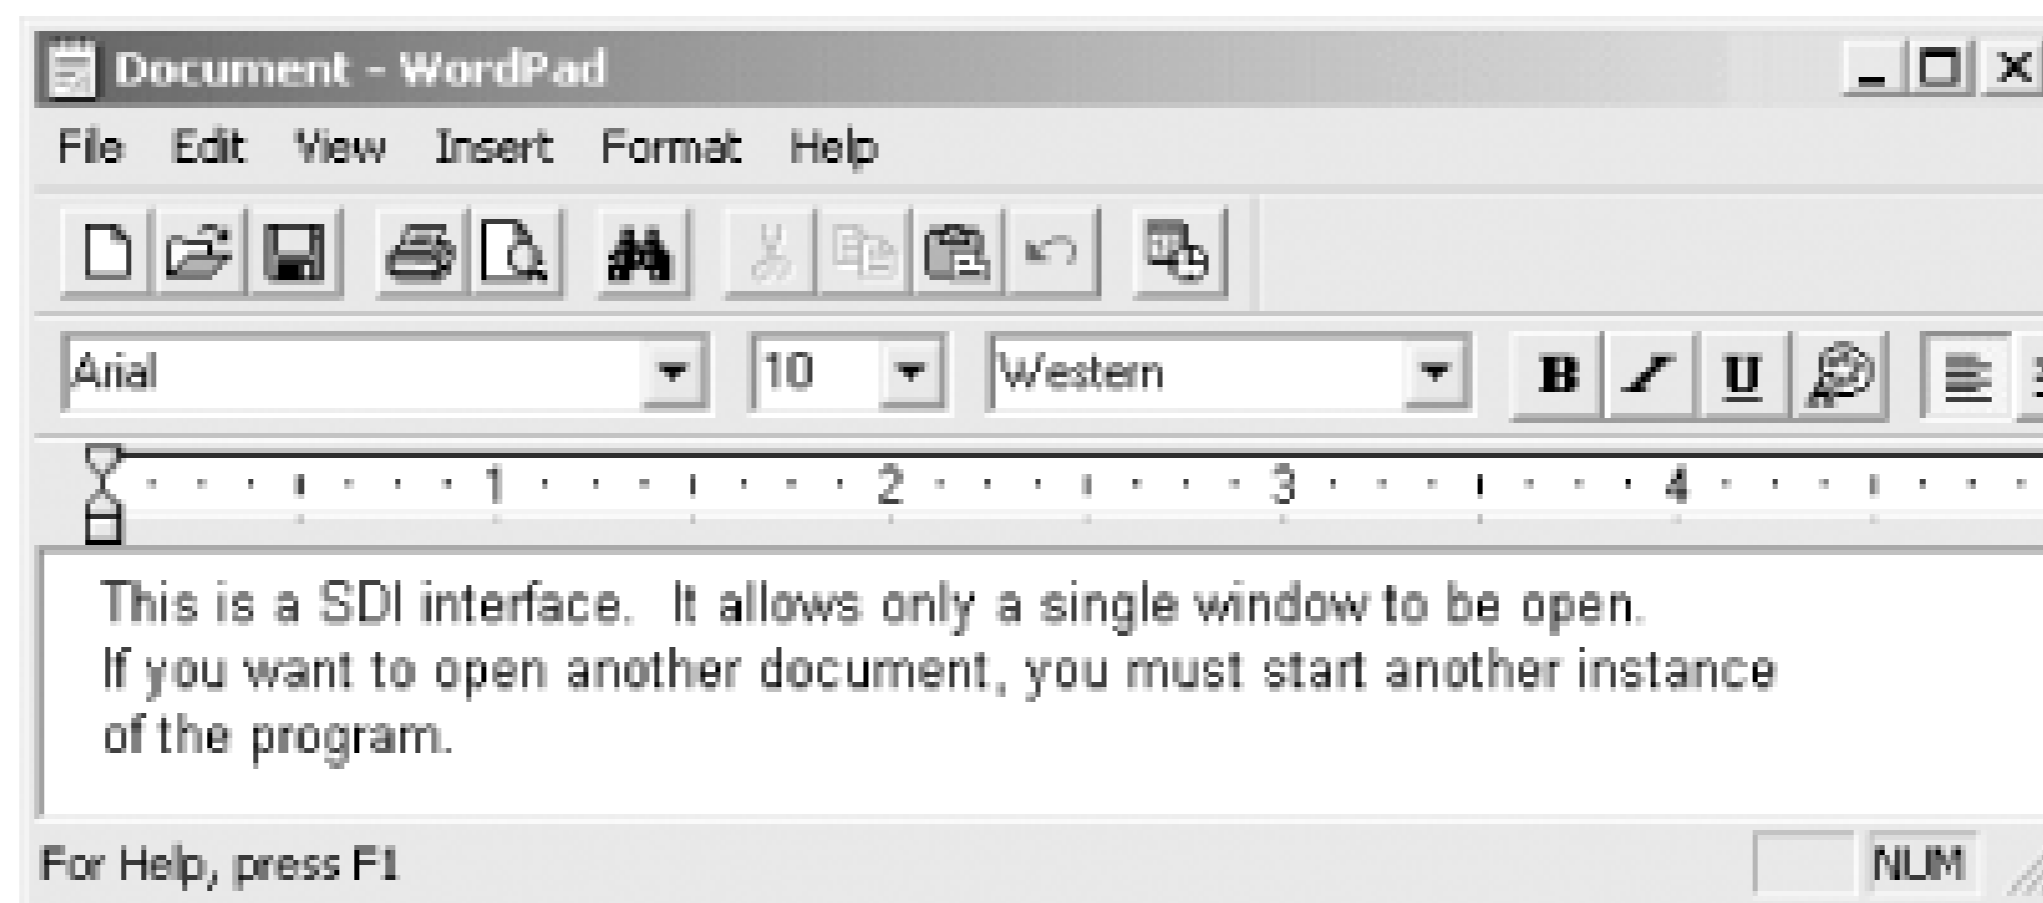 Document - WordPad
File Edit View Insert Format Help
Arial 10 Western B I U
1 2 3 4
This is a SDI interface. It allows only a single window to be open.
If you want to open another document, you must start another instance
of the program.
For Help, press F1 NUM